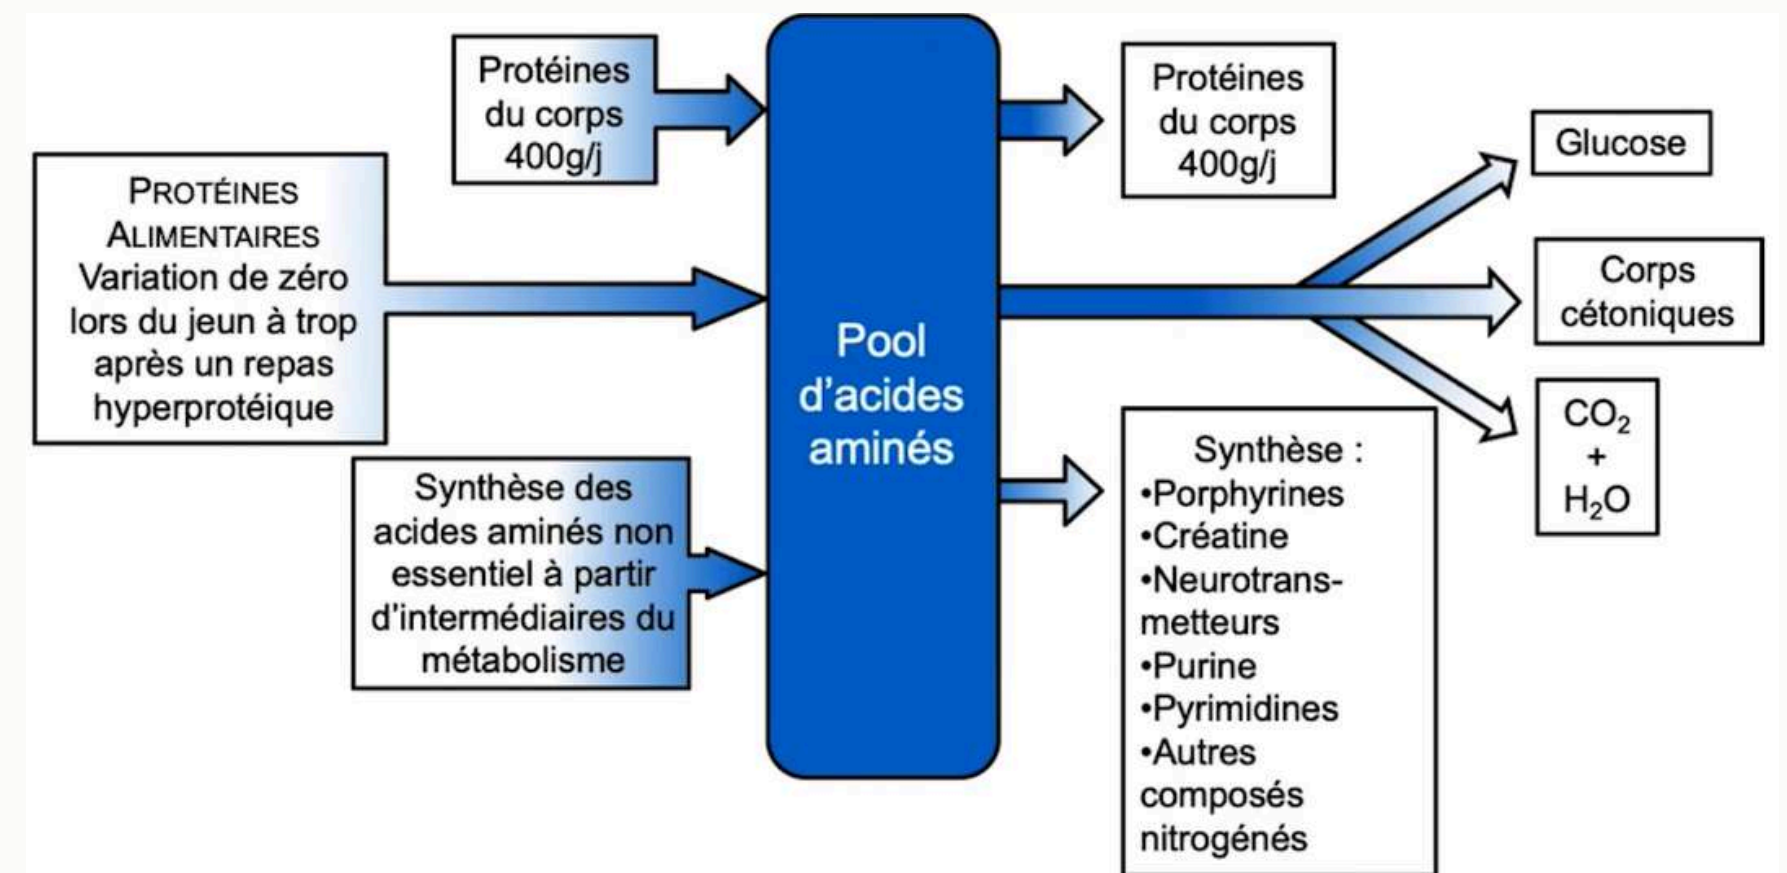 Protéines
du corps
400g/j
PROTÉINES
ALIMENTAIRES
Variation de zéro
lors du jeun à trop
après un repas
hyperprotéique
Synthèse des
acides aminés non
essentiel à partir
d'intermédiaires du
métabolisme
Pool
d'acides
aminés
Protéines
du corps
400g/j
Glucose
Corps
cétoniques
CO₂
+
H₂O
Synthèse :
•Porphyrines
•Créatine
•Neurotrans-
metteurs
•Purine
•Pyrimidines
•Autres
composés
nitrogénés